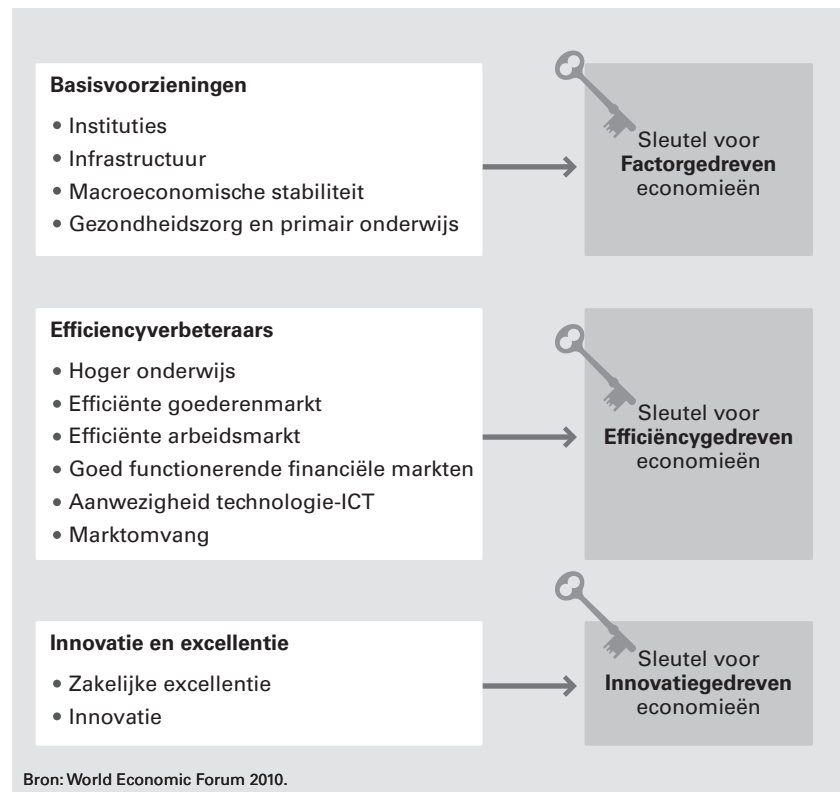 Basisvoorzieningen
• Instituties
• Infrastructuur
• Macroeconomische stabiliteit
• Gezondheidszorg en primair onderwijs
Sleutel voor
Factorgedreven
economieën
Efficiencyverbeteraars
• Hoger onderwijs
• Efficiënte goederenmarkt
• Efficiënte arbeidsmarkt
• Goed functionerende financiële markten
• Aanwezigheid technologie-ICT
• Marktomvang
Sleutel voor
Efficiëncygedreven
economieën
Innovatie en excellentie
• Zakelijke excellentie
• Innovatie
Sleutel voor
Innovatiegedreven
economieën
Bron: World Economic Forum 2010.